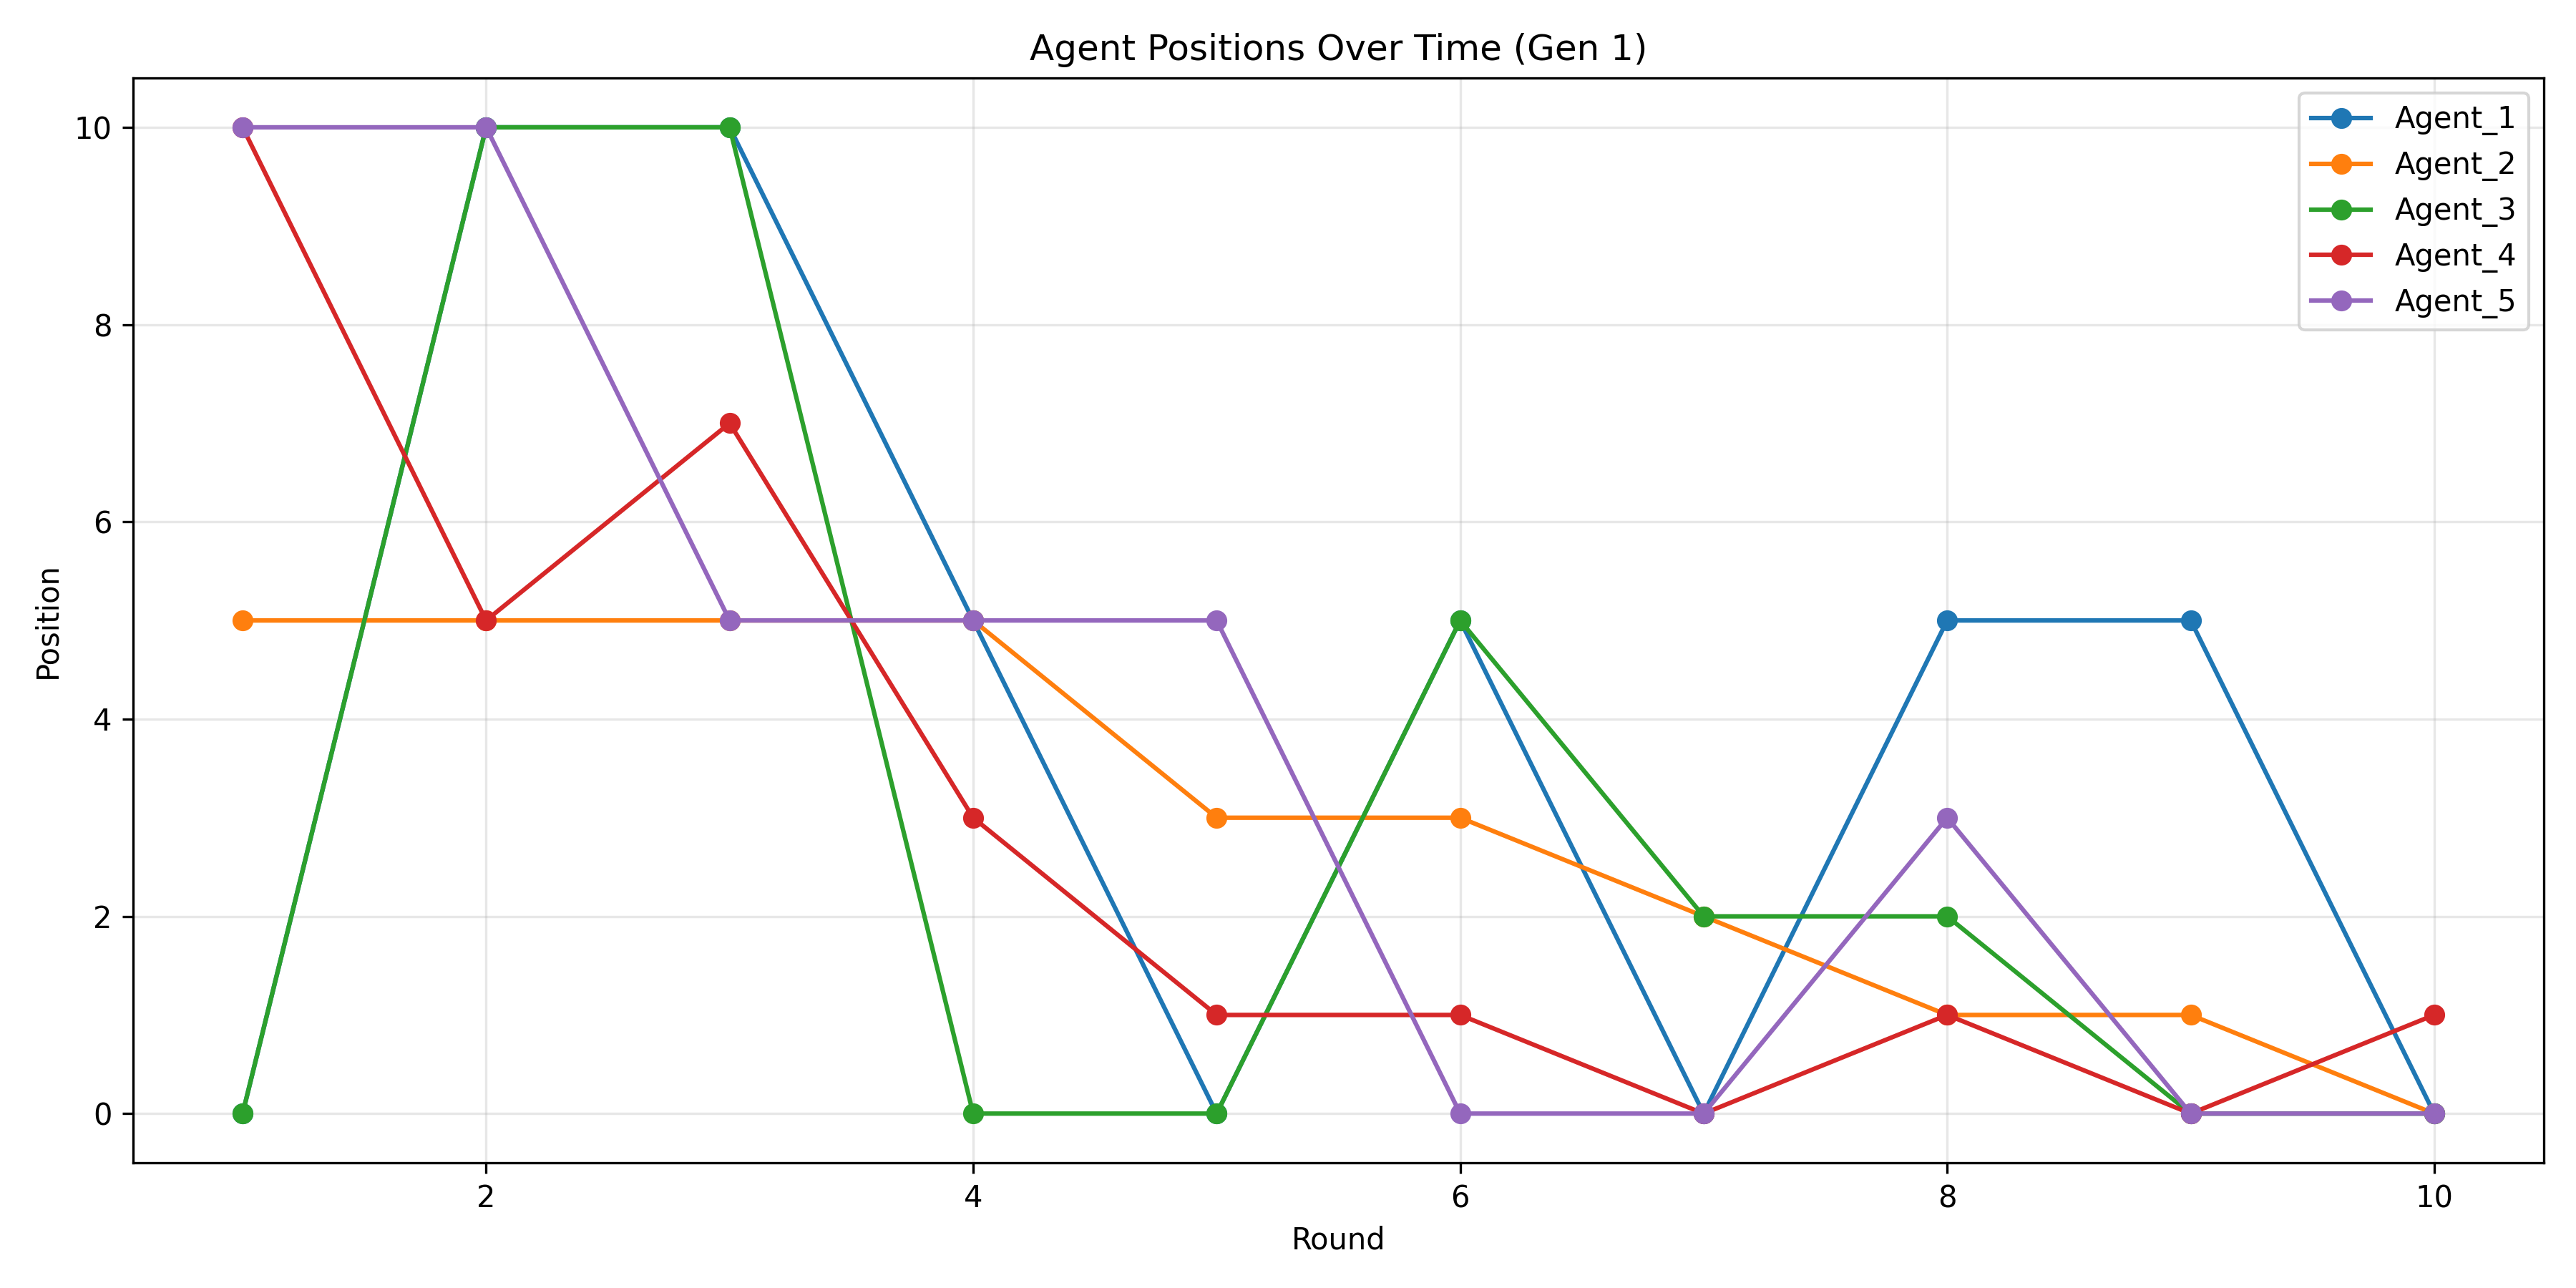 Agent Positions Over Time (Gen 1)
Agent_1
Agent_2
Agent_3
Agent_4
Agent_5
10
8
6
4
2
0
Position
2 4 6 8 10
Round